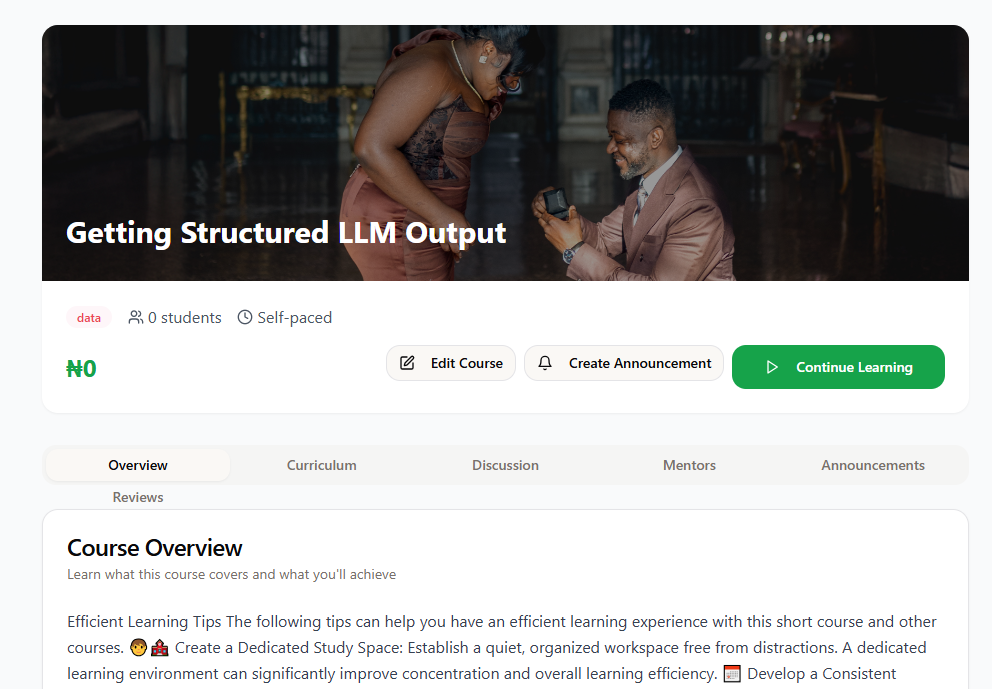 Getting Structured LLM Output
data 0 students Self-paced
₦0 Edit Course Create Announcement Continue Learning
Overview Curriculum Discussion Mentors Announcements
Reviews
Course Overview
Learn what this course covers and what you'll achieve
Efficient Learning Tips The following tips can help you have an efficient learning experience with this short course and other
courses. 🧑🏫 Create a Dedicated Study Space: Establish a quiet, organized workspace free from distractions. A dedicated
learning environment can significantly improve concentration and overall learning efficiency. 📅 Develop a Consistent